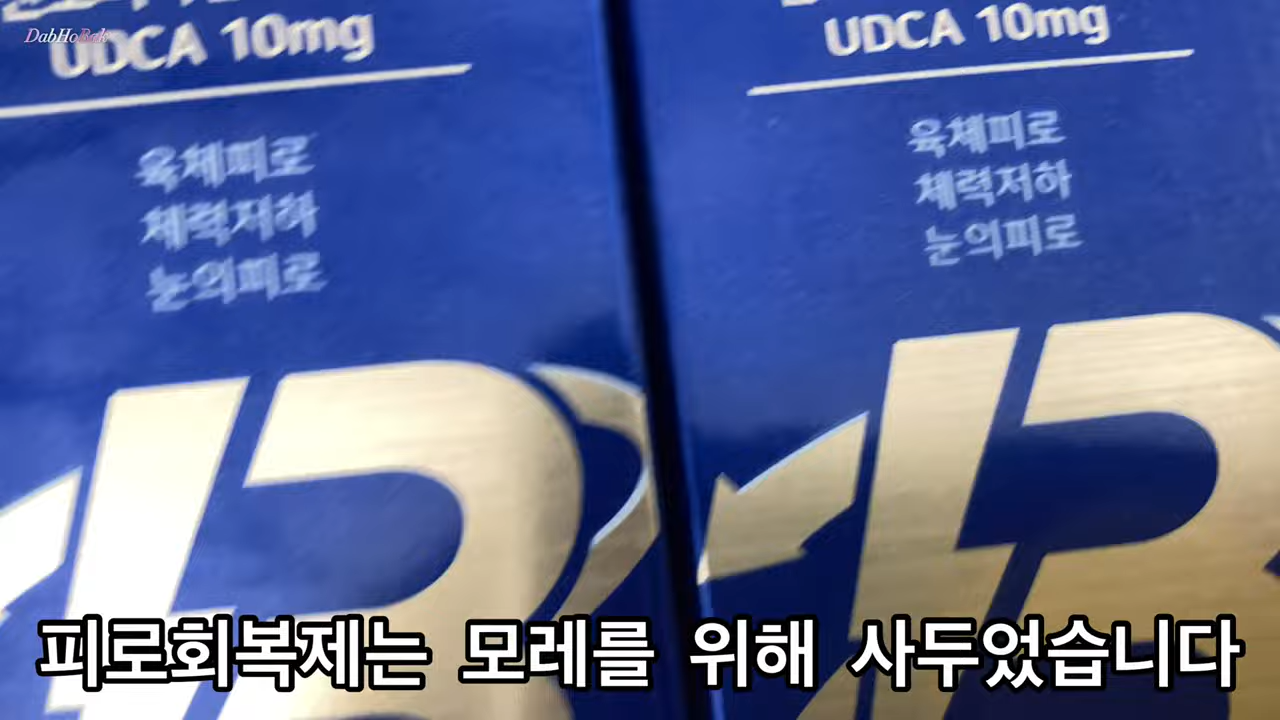 DabHoBak
UDCA 10mg
육체피로
체력저하
눈의피로
B
UDCA 10mg
육체피로
체력저하
눈의피로
B
피로회복제는 모레를 위해 사두었습니다